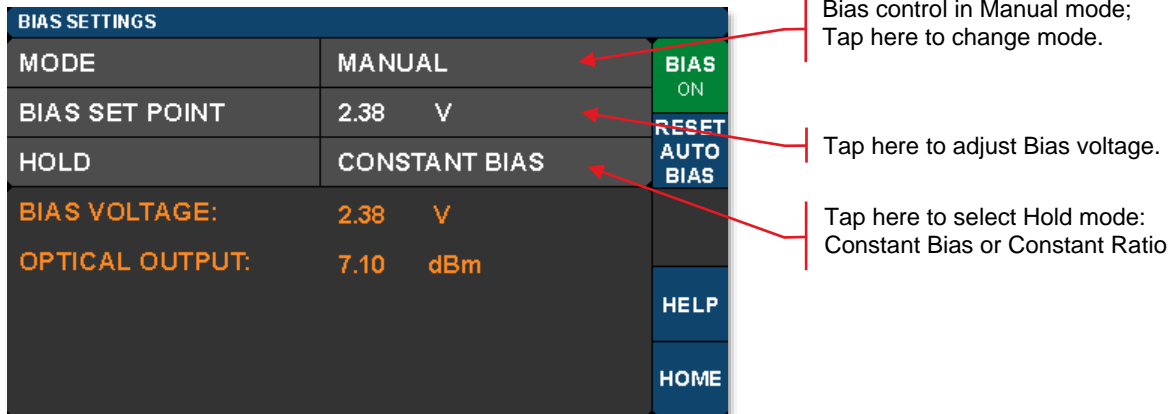 BIAS SETTINGS
MODE MANUAL
BIAS SET POINT 2.38 V
HOLD CONSTANT BIAS
BIAS VOLTAGE: 2.38 V
OPTICAL OUTPUT: 7.10 dBm
BIAS
ON
RESET
AUTO
BIAS
HELP
HOME
Bias control in Manual mode;
Tap here to change mode.
Tap here to adjust Bias voltage.
Tap here to select Hold mode:
Constant Bias or Constant Ratio